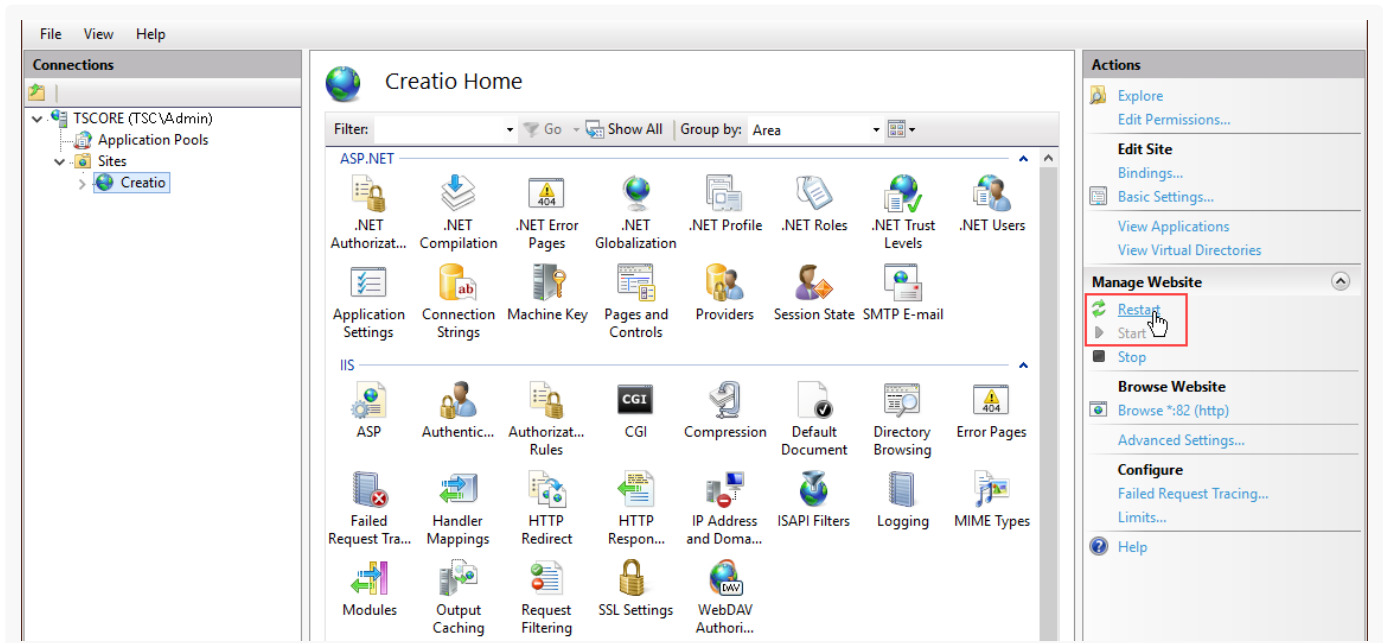 File View Help
Connections
TSCORE (TSC\Admin)
Application Pools
Sites
Creatio
Creatio Home
Filter: Go Show All Group by: Area
ASP.NET
.NET Authorizat...
.NET Compilation
.NET Error Pages
.NET Globalization
.NET Profile
.NET Roles
.NET Trust Levels
.NET Users
Application Settings
Connection Strings
Machine Key
Pages and Controls
Providers
Session State
SMTP E-mail
IIS
ASP
Authentic...
Authorizat... Rules
CGI
Compression
Default Document
Directory Browsing
Error Pages
Failed Request Tra...
Handler Mappings
HTTP Redirect
HTTP Respon...
IP Address and Doma...
ISAPI Filters
Logging
MIME Types
Modules
Output Caching
Request Filtering
SSL Settings
WebDAV Authori...
Actions
Explore
Edit Permissions...
Edit Site
Bindings...
Basic Settings...
View Applications
View Virtual Directories
Manage Website
Restart
Start
Stop
Browse Website
Browse *:82 (http)
Advanced Settings...
Configure
Failed Request Tracing...
Limits...
Help